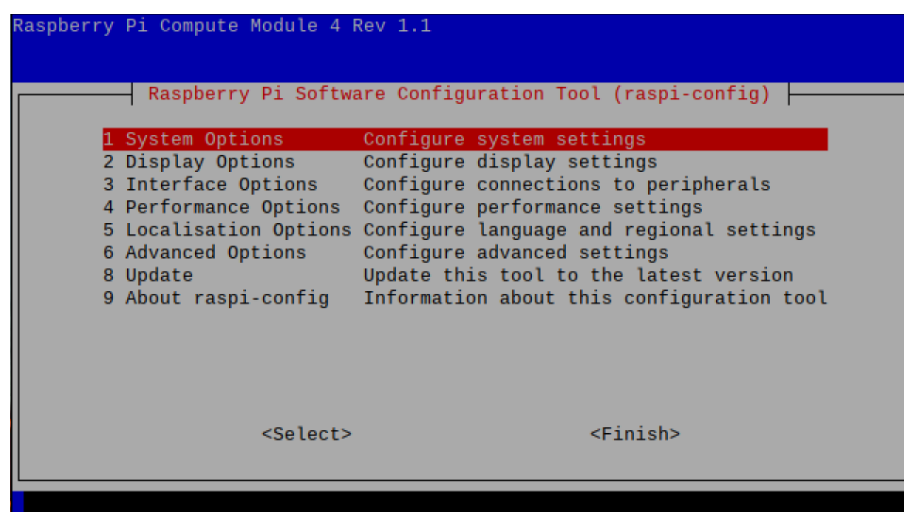 Raspberry Pi Compute Module 4 Rev 1.1
Raspberry Pi Software Configuration Tool (raspi-config)
1 System Options Configure system settings
2 Display Options Configure display settings
3 Interface Options Configure connections to peripherals
4 Performance Options Configure performance settings
5 Localisation Options Configure language and regional settings
6 Advanced Options Configure advanced settings
8 Update Update this tool to the latest version
9 About raspi-config Information about this configuration tool
<Select> <Finish>